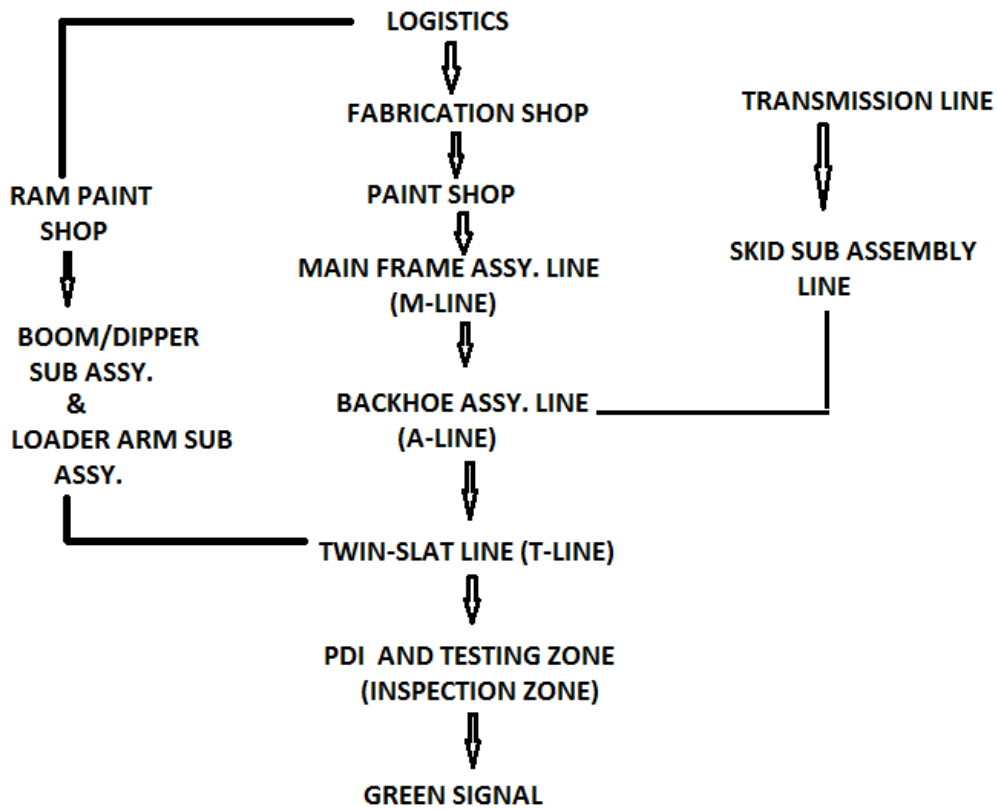 LOGISTICS
FABRICATION SHOP
TRANSMISSION LINE
RAM PAINT
SHOP
PAINT SHOP
MAIN FRAME ASSY. LINE
(M-LINE)
SKID SUB ASSEMBLY
LINE
BOOM/DIPPER
SUB ASSY.
&
LOADER ARM SUB
ASSY.
BACKHOE ASSY. LINE
(A-LINE)
TWIN-SLAT LINE (T-LINE)
PDI AND TESTING ZONE
(INSPECTION ZONE)
GREEN SIGNAL